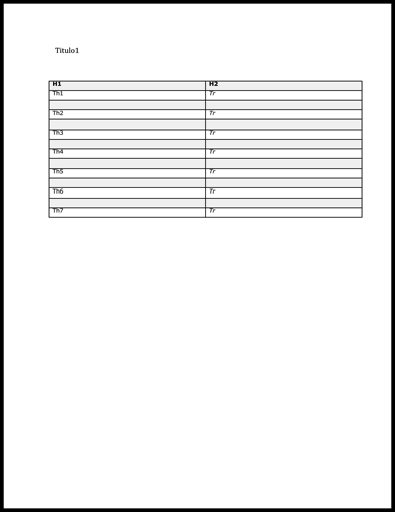 Titulo1
H1 H2
Th1 Tr
Th2 Tr
Th3 Tr
Th4 Tr
Th5 Tr
Th6 Tr
Th7 Tr